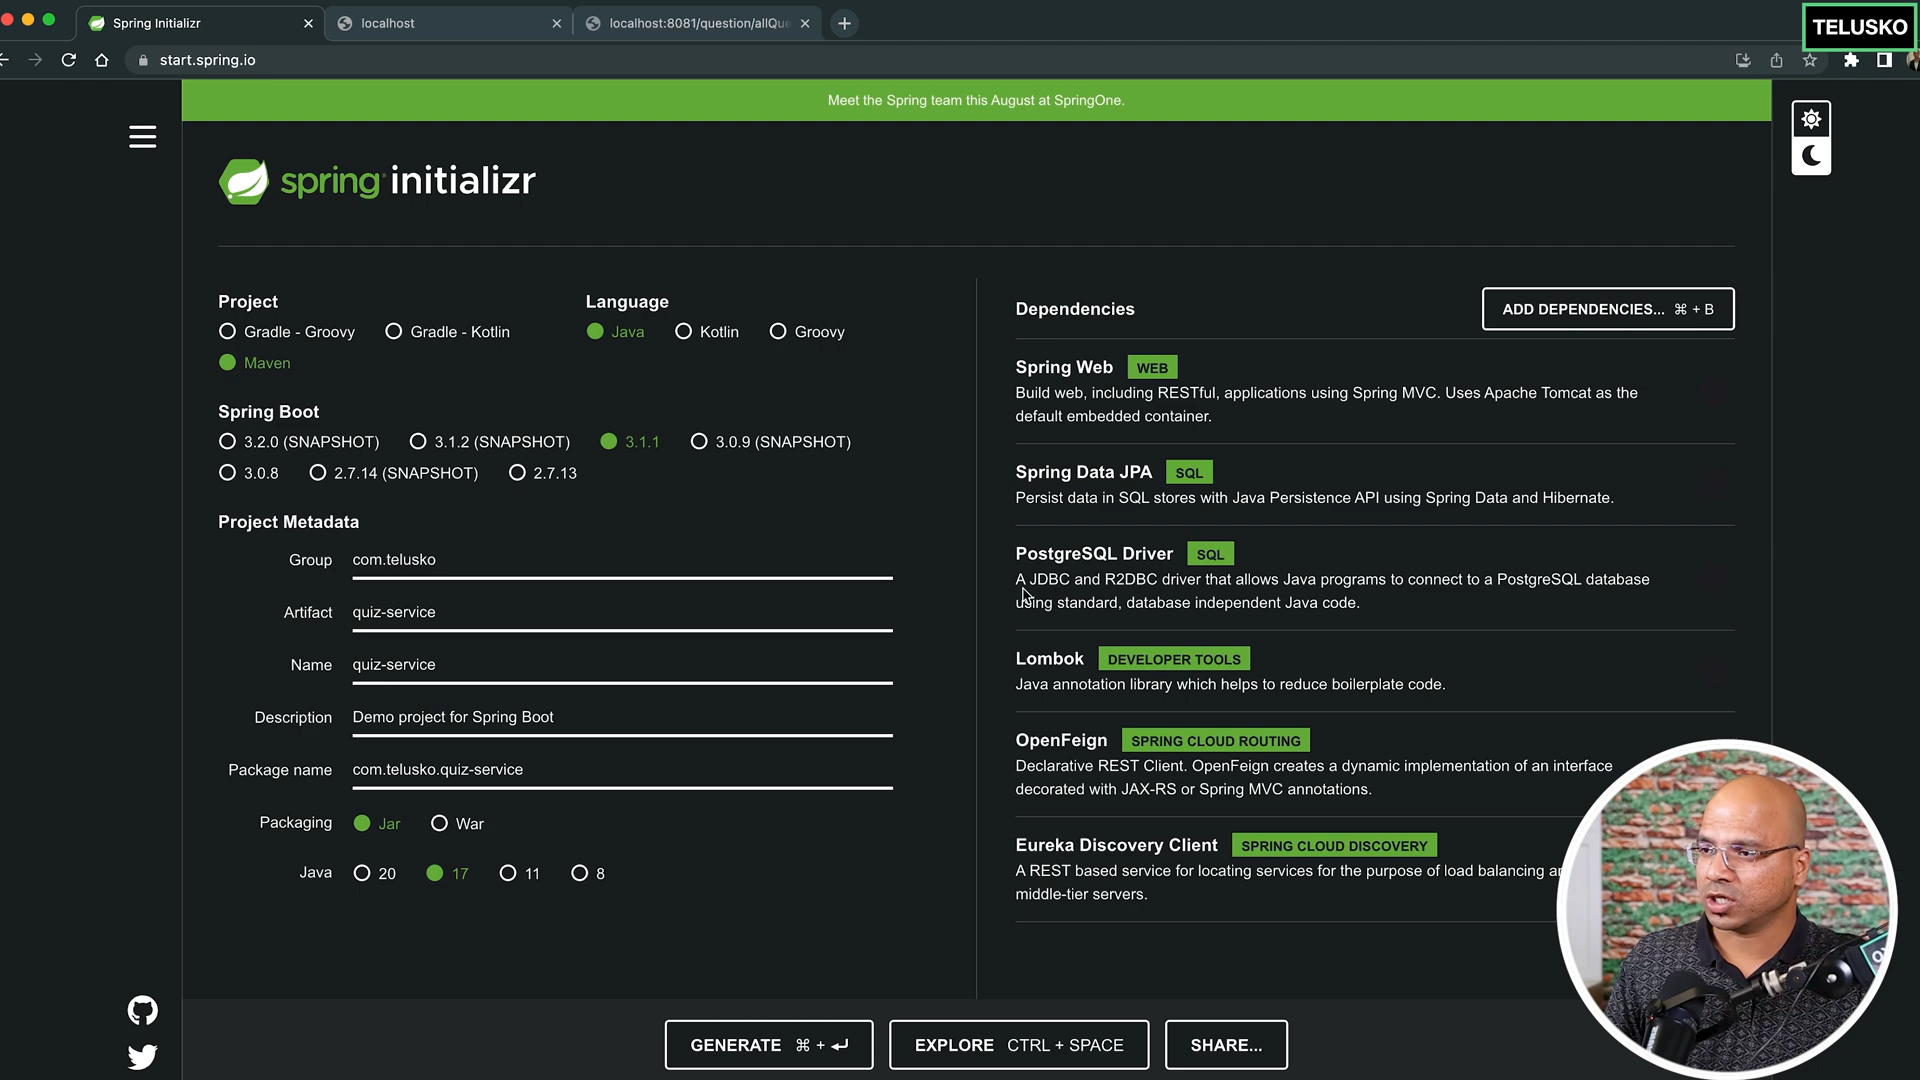 Spring Initializr
localhost
localhost:8081/question/allQue
TELUSKO
start.spring.io
Meet the Spring team this August at SpringOne.
spring initializr
Project
Gradle - Groovy
Gradle - Kotlin
Maven
Language
Java
Kotlin
Groovy
Spring Boot
3.2.0 (SNAPSHOT)
3.1.2 (SNAPSHOT)
3.1.1
3.0.9 (SNAPSHOT)
3.0.8
2.7.14 (SNAPSHOT)
2.7.13
Project Metadata
Group com.telusko
Artifact quiz-service
Name quiz-service
Description Demo project for Spring Boot
Package name com.telusko.quiz-service
Packaging Jar War
Java 20 17 11 8
Dependencies
ADD DEPENDENCIES... ⌘ + B
Spring Web WEB
Build web, including RESTful, applications using Spring MVC. Uses Apache Tomcat as the
default embedded container.
Spring Data JPA SQL
Persist data in SQL stores with Java Persistence API using Spring Data and Hibernate.
PostgreSQL Driver SQL
A JDBC and R2DBC driver that allows Java programs to connect to a PostgreSQL database
using standard, database independent Java code.
Lombok DEVELOPER TOOLS
Java annotation library which helps to reduce boilerplate code.
OpenFeign SPRING CLOUD ROUTING
Declarative REST Client. OpenFeign creates a dynamic implementation of an interface
decorated with JAX-RS or Spring MVC annotations.
Eureka Discovery Client SPRING CLOUD DISCOVERY
A REST based service for locating services for the purpose of load balancing
middle-tier servers.
GENERATE ⌘ + ↵
EXPLORE CTRL + SPACE
SHARE...